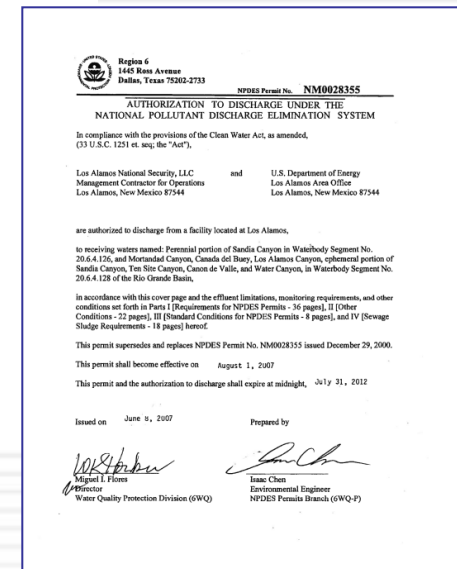 Region 6
1445 Ross Avenue
Dallas, Texas 75202-2733
NPDES Permit No. NM0028355
AUTHORIZATION TO DISCHARGE UNDER THE
NATIONAL POLLUTANT DISCHARGE ELIMINATION SYSTEM
In compliance with the provisions of the Clean Water Act, as amended,
(33 U.S.C. 1251 et. seq; the "Act"),
Los Alamos National Security, LLC and U.S. Department of Energy
Management Contractor for Operations Los Alamos Area Office
Los Alamos, New Mexico 87544 Los Alamos, New Mexico 87544
are authorized to discharge from a facility located at Los Alamos,
to receiving waters named: Perennial portion of Sandia Canyon in Waterbody Segment No.
20.6.4.126, and Mortandad Canyon, Canada del Buey, Los Alamos Canyon, ephemeral portion of
Sandia Canyon, Ten Site Canyon, Canon de Valle, and Water Canyon, in Waterbody Segment No.
20.6.4.128 of the Rio Grande Basin,
in accordance with this cover page and the effluent limitations, monitoring requirements, and other
conditions set forth in Parts I [Requirements for NPDES Permits - 36 pages], II [Other
Conditions - 22 pages], III [Standard Conditions for NPDES Permits - 8 pages], and IV [Sewage
Sludge Requirements - 18 pages] hereof.
This permit supersedes and replaces NPDES Permit No. NM0028355 issued December 29, 2000.
This permit shall become effective on August 1, 2007
This permit and the authorization to discharge shall expire at midnight, July 31, 2012
Issued on June 8, 2007 Prepared by
Miguel I. Flores Isaac Chen
Director Environmental Engineer
Water Quality Protection Division (6WQ) NPDES Permits Branch (6WQ-P)